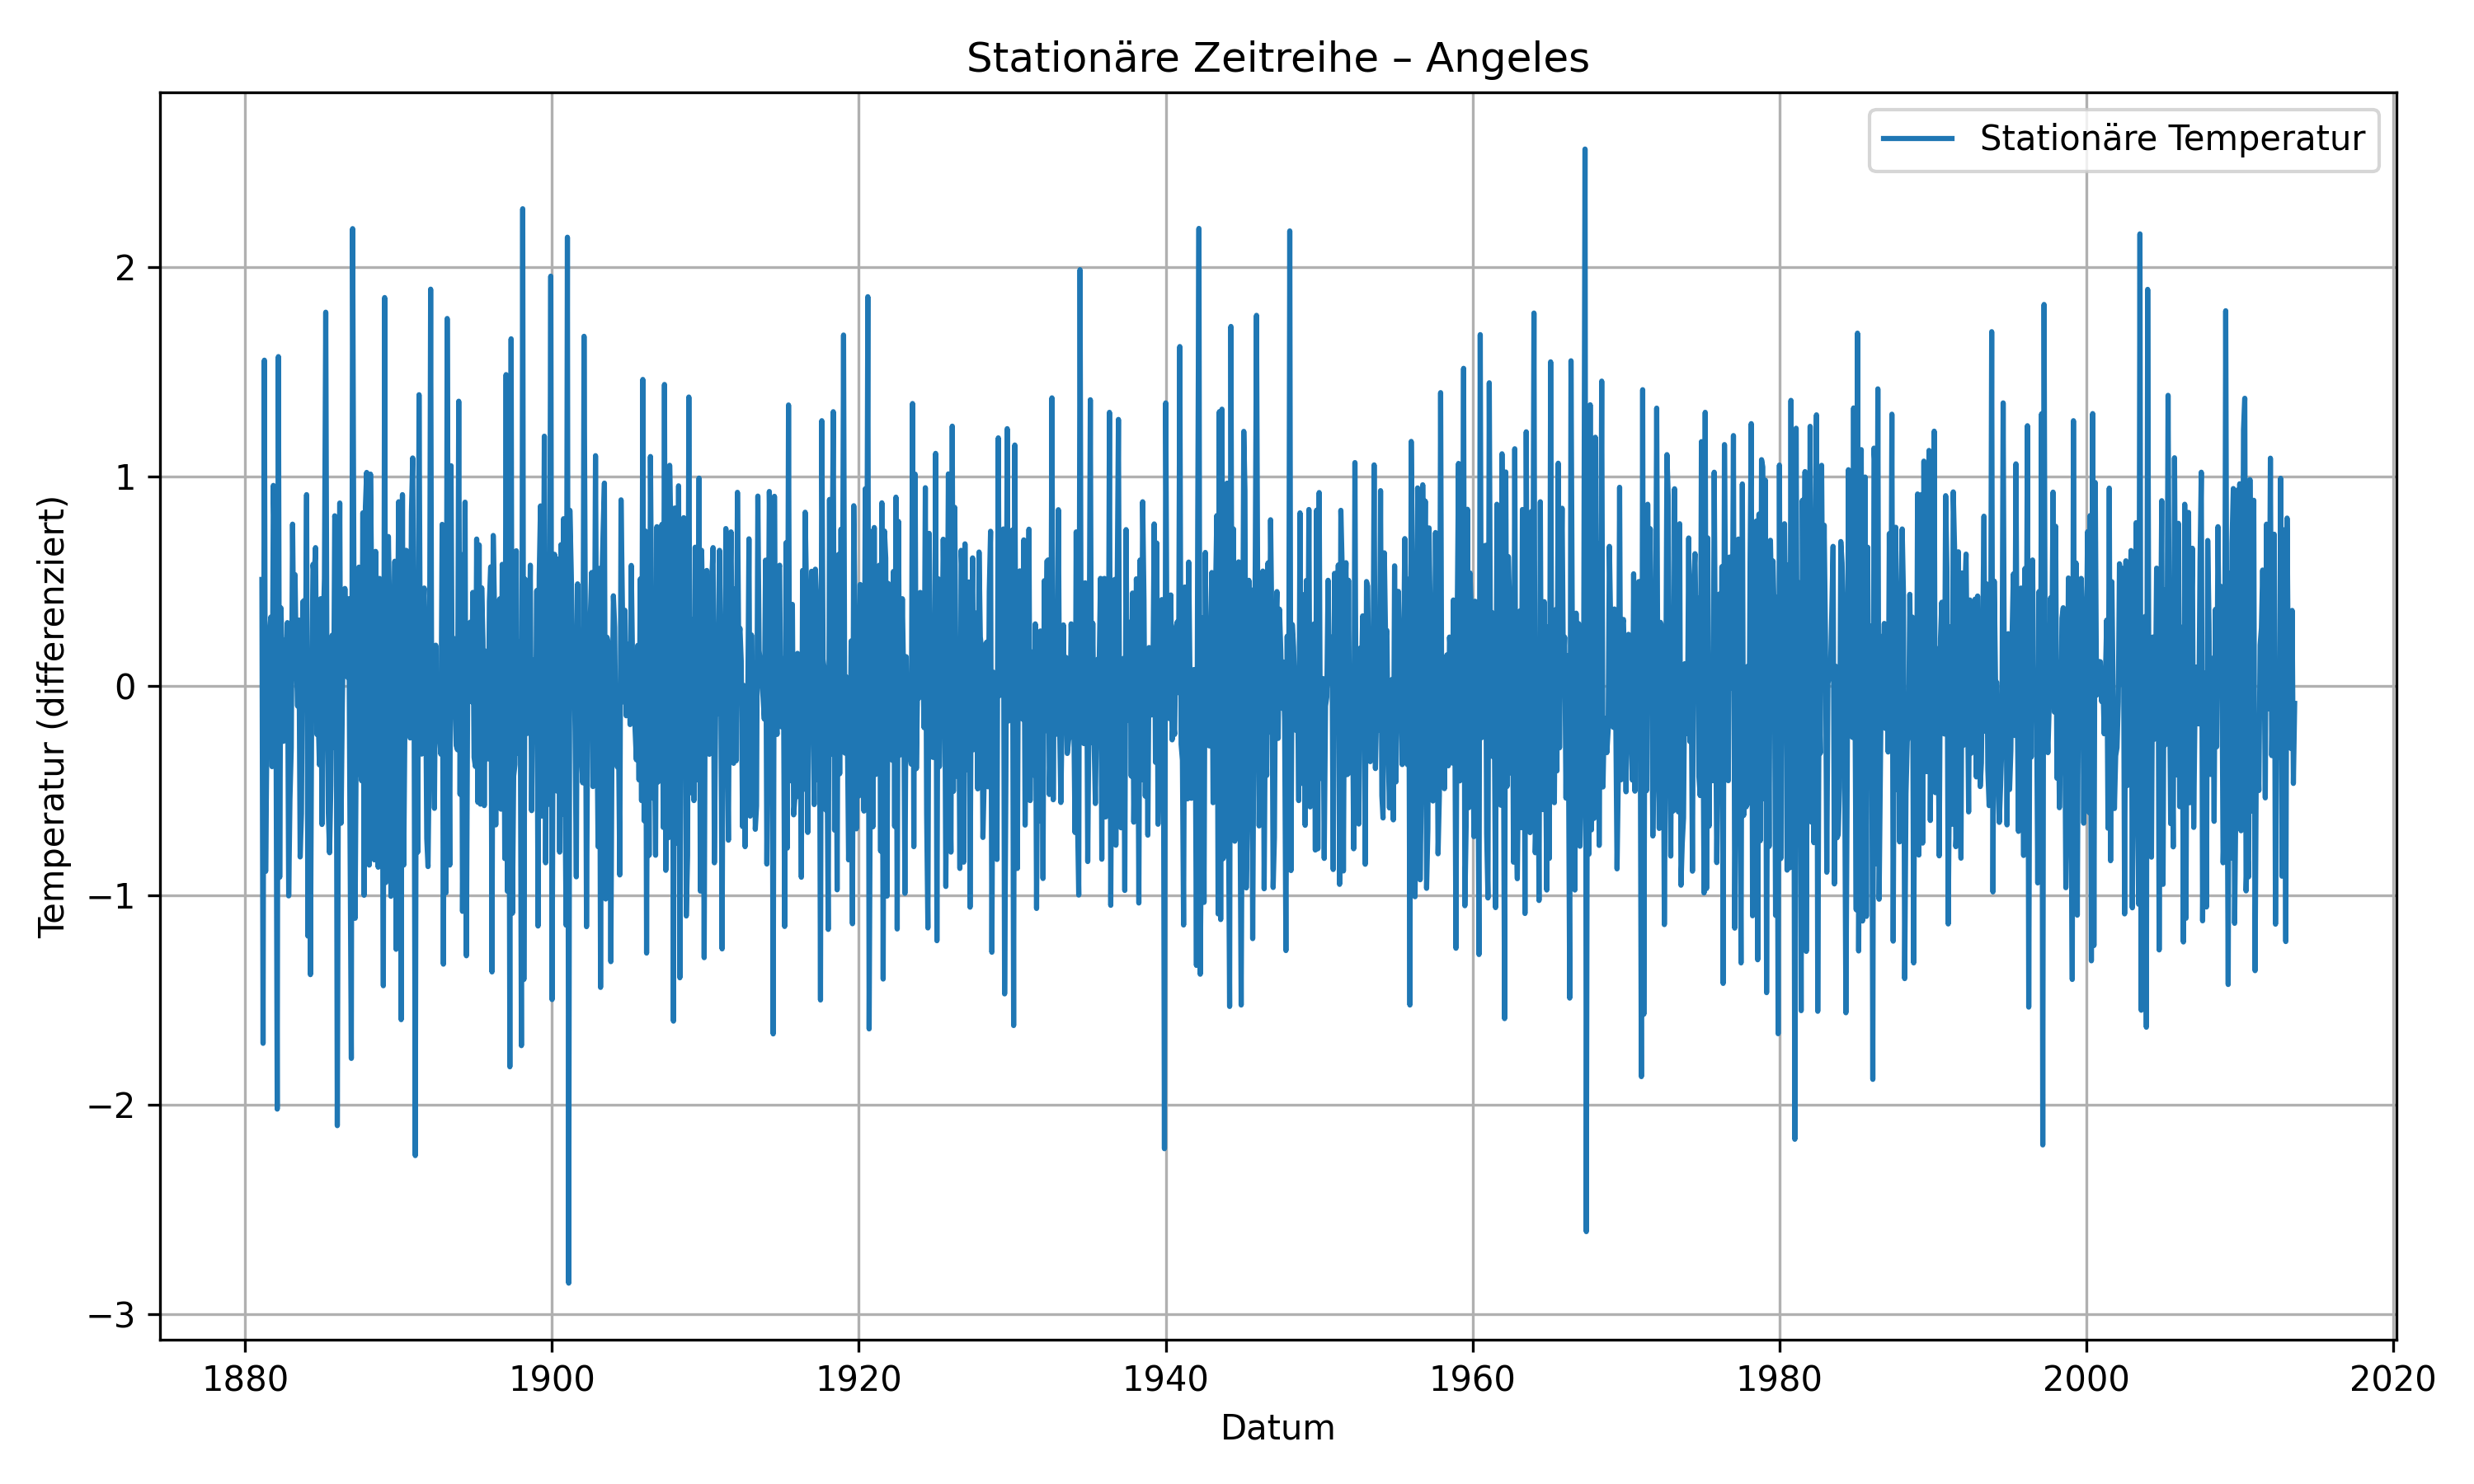 Stationäre Zeitreihe – Angeles
Stationäre Temperatur
Temperatur (differenziert)
2
1
0
−1
−2
−3
1880 1900 1920 1940 1960 1980 2000 2020
Datum